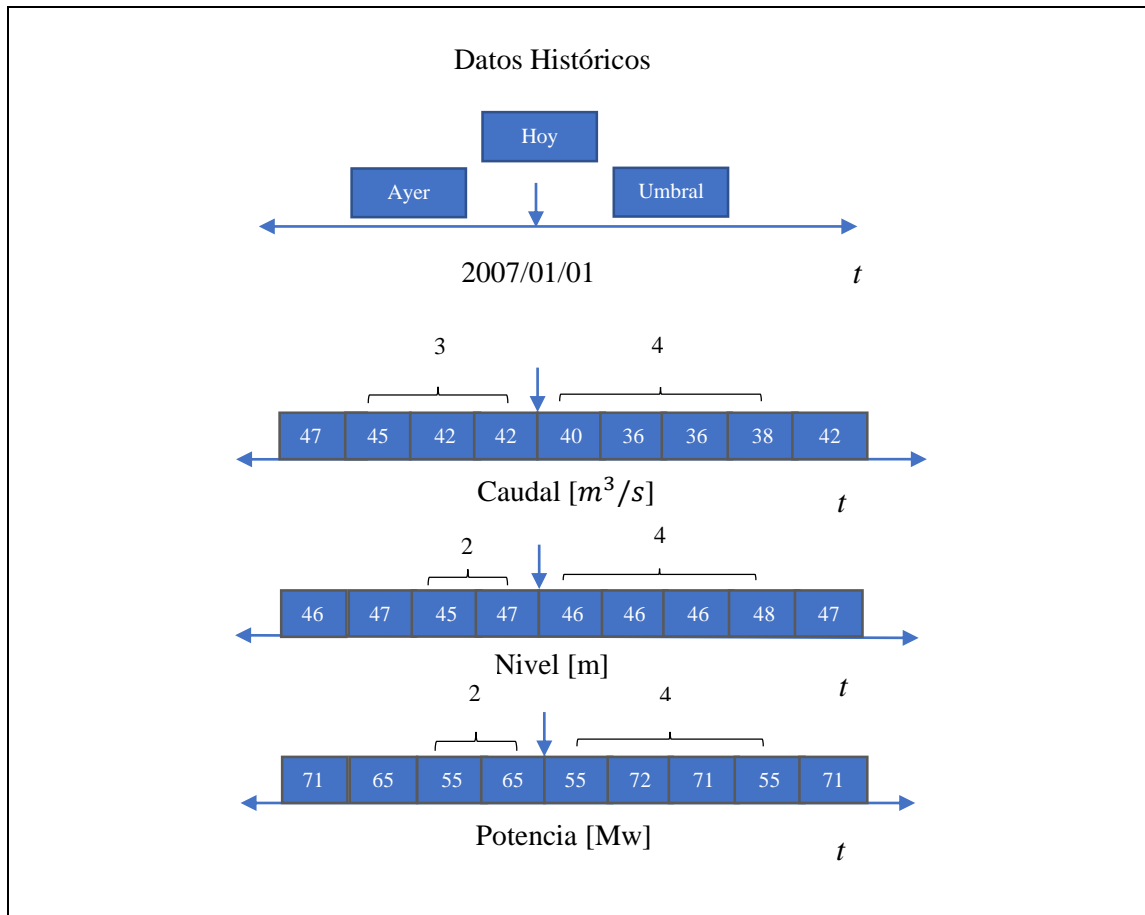 Datos Históricos
Hoy
Ayer
Umbral
2007/01/01
t
3
4
47 45 42 42 40 36 36 38 42
Caudal [m³/s]
t
2
4
46 47 45 47 46 46 46 48 47
Nivel [m]
t
2
4
71 65 55 65 55 72 71 55 71
Potencia [Mw]
t